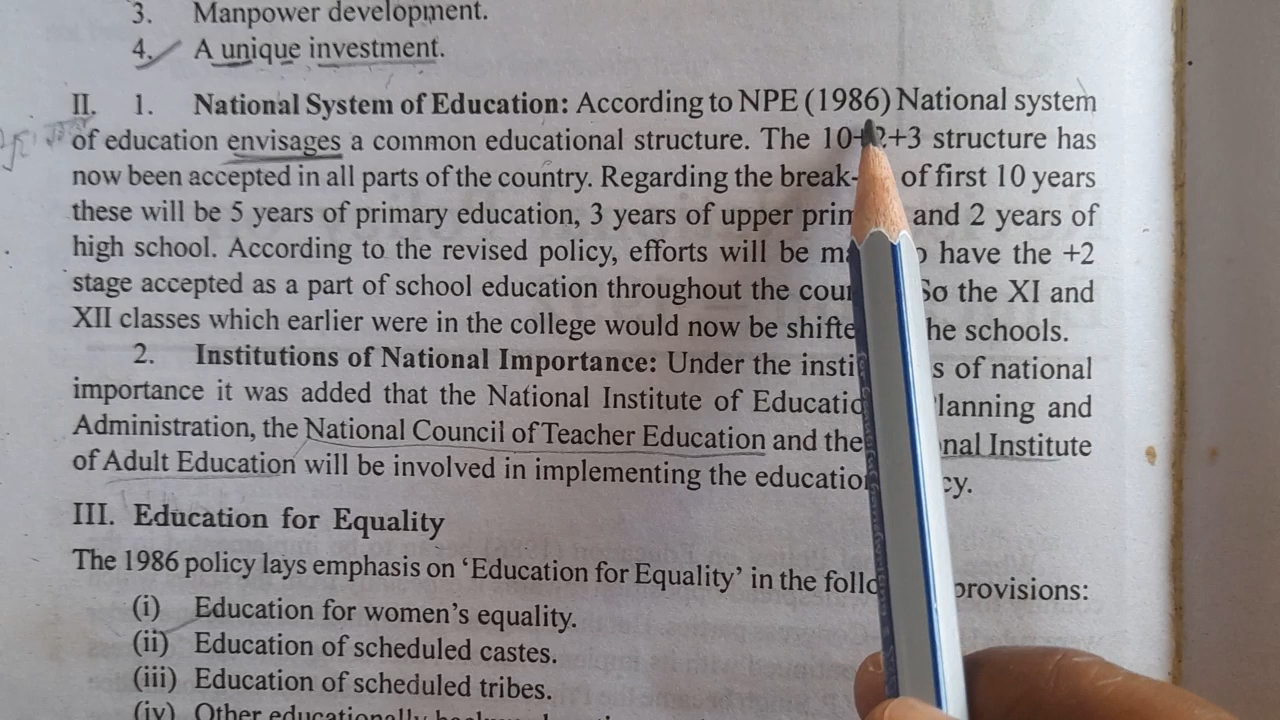 3. Manpower development.
4. A unique investment.
II. 1. National System of Education: According to NPE (1986) National system
of education envisages a common educational structure. The 10+2+3 structure has
now been accepted in all parts of the country. Regarding the break- of first 10 years
these will be 5 years of primary education, 3 years of upper prim and 2 years of
high school. According to the revised policy, efforts will be ma have the +2
stage accepted as a part of school education throughout the coun So the XI and
XII classes which earlier were in the college would now be shifte he schools.
2. Institutions of National Importance: Under the insti s of national
importance it was added that the National Institute of Educatio lanning and
Administration, the National Council of Teacher Education and the nal Institute
of Adult Education will be involved in implementing the education cy.
III. Education for Equality
The 1986 policy lays emphasis on ‘Education for Equality’ in the follo provisions:
(i) Education for women’s equality.
(ii) Education of scheduled castes.
(iii) Education of scheduled tribes.
(iv) Other educationally